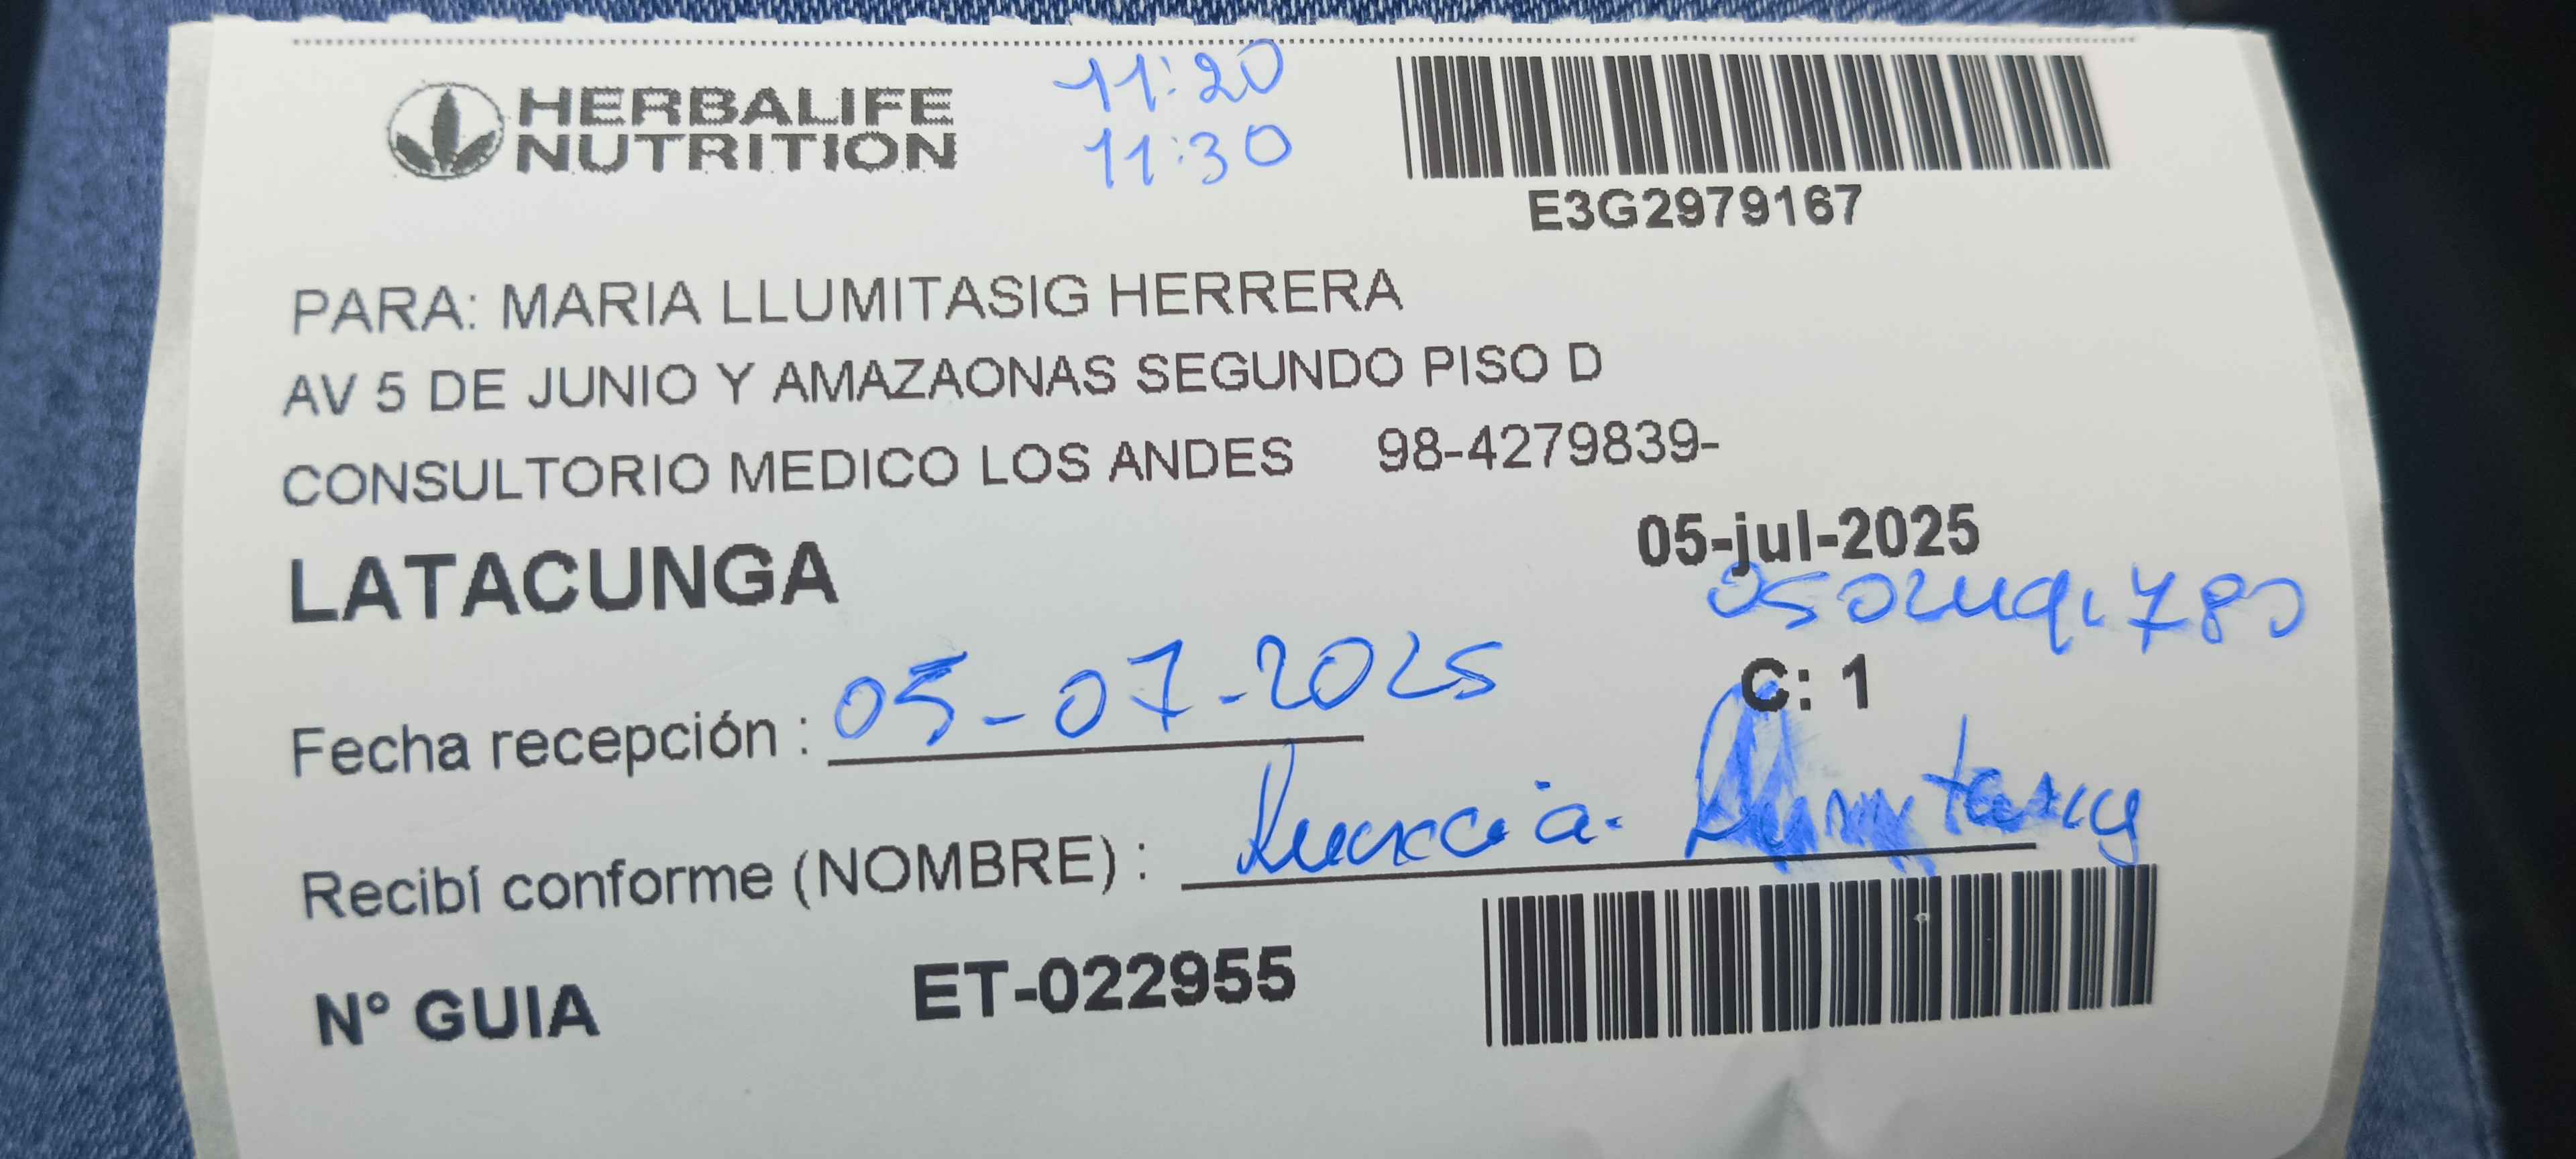 HERBALIFE
NUTRITION
11:20
11:30
E3G2979167
PARA: MARIA LLUMITASIG HERRERA
AV 5 DE JUNIO Y AMAZAONAS SEGUNDO PISO D
CONSULTORIO MEDICO LOS ANDES 98-4279839-
LATACUNGA
05-jul-2025
C: 1
Fecha recepción : 05-07-2025
Recibí conforme (NOMBRE) :
N° GUIA ET-022955